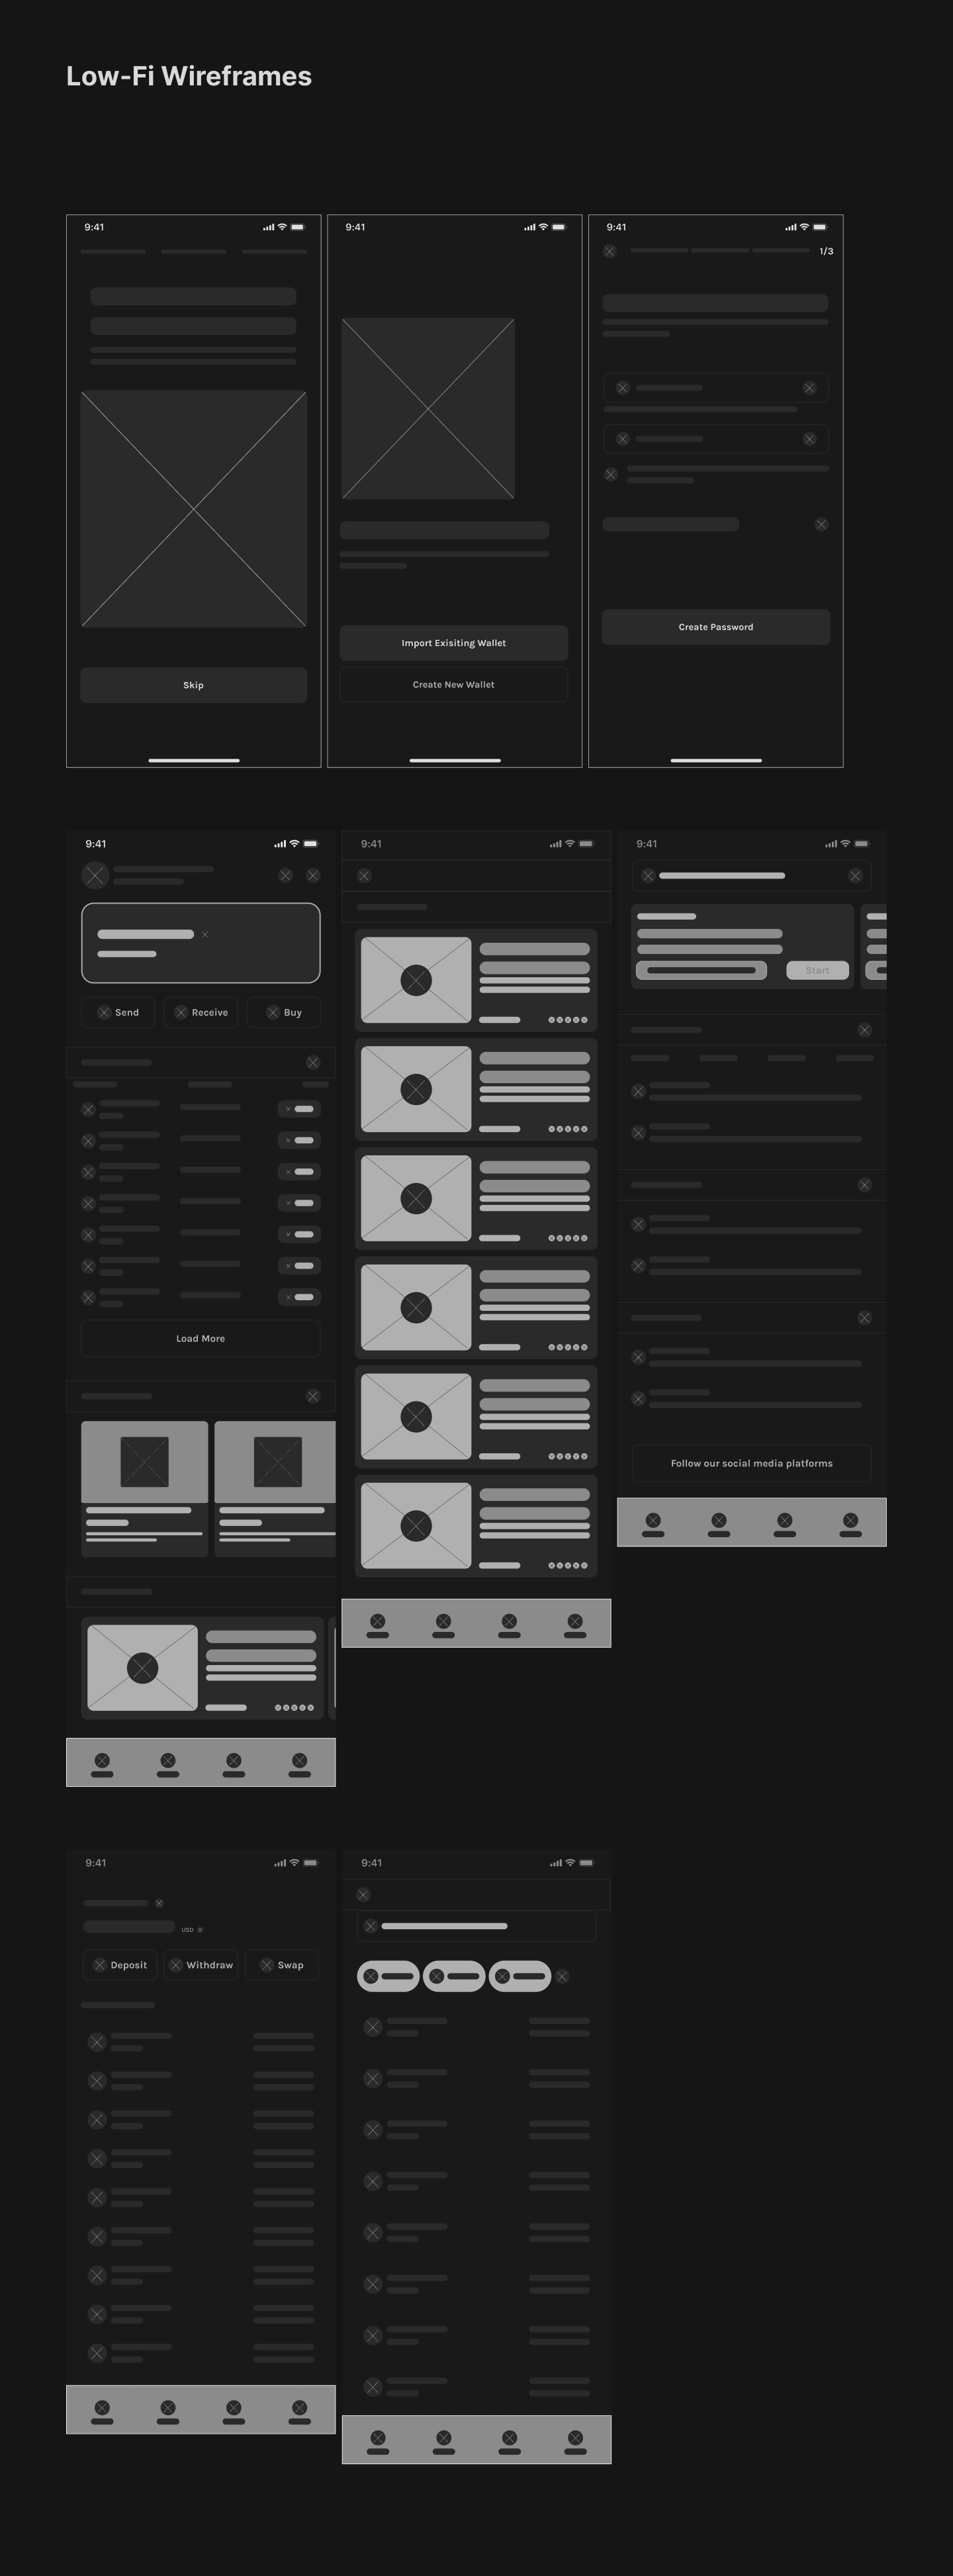 Low-Fi Wireframes
9:41
9:41
9:41
1/3
Skip
Import Exisiting Wallet
Create New Wallet
Create Password
9:41
Send
Receive
Buy
Load More
9:41
9:41
Start
Follow our social media platforms
9:41
USD
Deposit
Withdraw
Swap
9:41